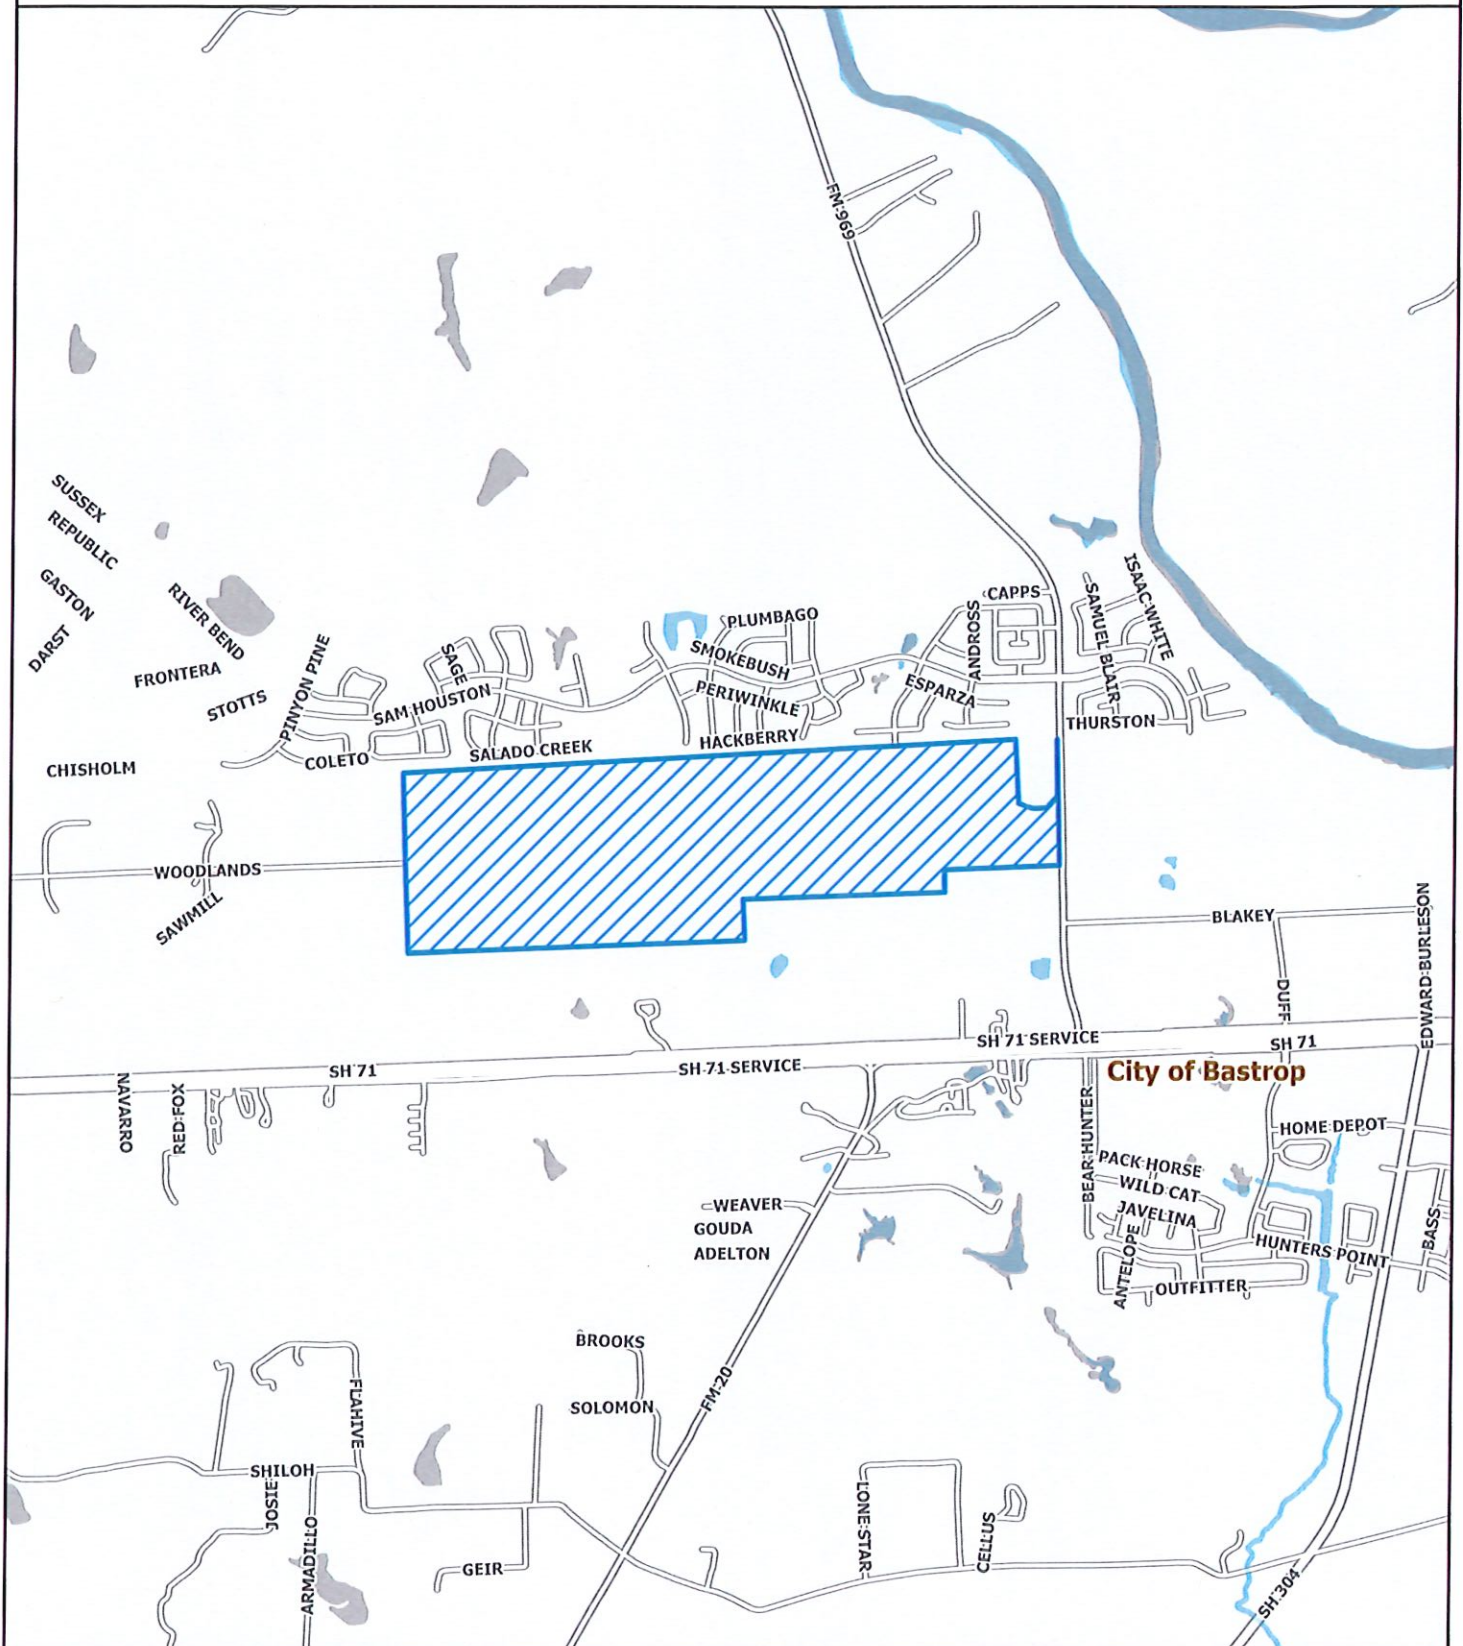 FM 969
SUSSEX
REPUBLIC
GASTON
DARST
RIVER BEND
FRONTERA
STOTTS
PINYON PINE
SAGE
SAM HOUSTON
COLETO
SALADO CREEK
CHISHOLM
PLUMBAGO
SMOKEBUSH
PERIWINKLE
HACKBERRY
ANDROSS
CAPPS
ESPARZA
SAMUEL BLAIR
ISAAC WHITE
THURSTON
WOODLANDS
SAWMILL
BLAKEY
DUFF
EDWARD BURLESON
SH 71 SERVICE
SH 71
SH 71
SH 71 SERVICE
City of Bastrop
NAVARRO
RED FOX
BEAR HUNTER
HOME DEPOT
PACK HORSE
WILD CAT
JAVELINA
ANTELOPE
HUNTERS POINT
OUTFITTER
BASS
WEAVER
GOUDA
ADELTON
BROOKS
SOLOMON
FM 20
FLAHIVE
SHILOH
JOSIE
ARMADILLO
GEIR
LONE STAR
CELLUS
SH 304